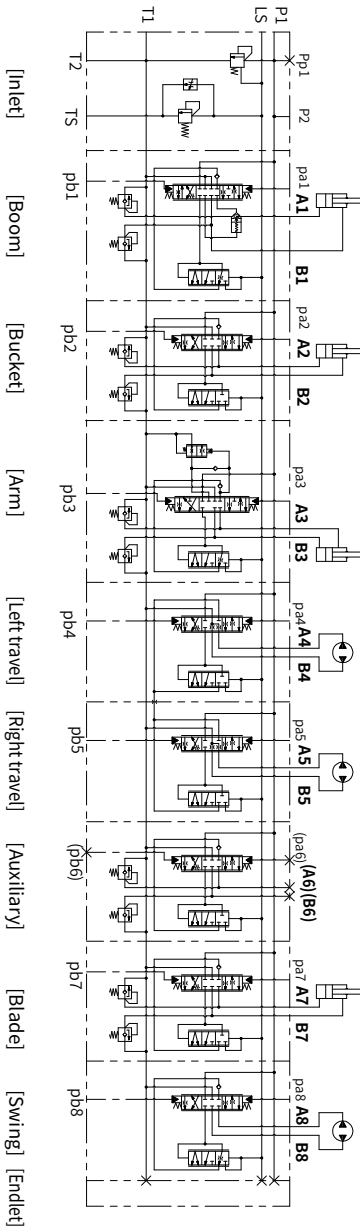 T1
LS
P1
T2
Pp1
TS
P2
[Inlet]
pb1
pa1
A1
B1
[Boom]
pb2
pa2
A2
B2
[Bucket]
pb3
pa3
A3
B3
[Arm]
pb4
pa4
A4
B4
[Left travel]
pb5
pa5
A5
B5
[Right travel]
(pb6)
(pa6)
(A6)(B6)
[Auxiliary]
pb7
pa7
A7
B7
[Blade]
pb8
pa8
A8
B8
[Swing]
[Endlet]